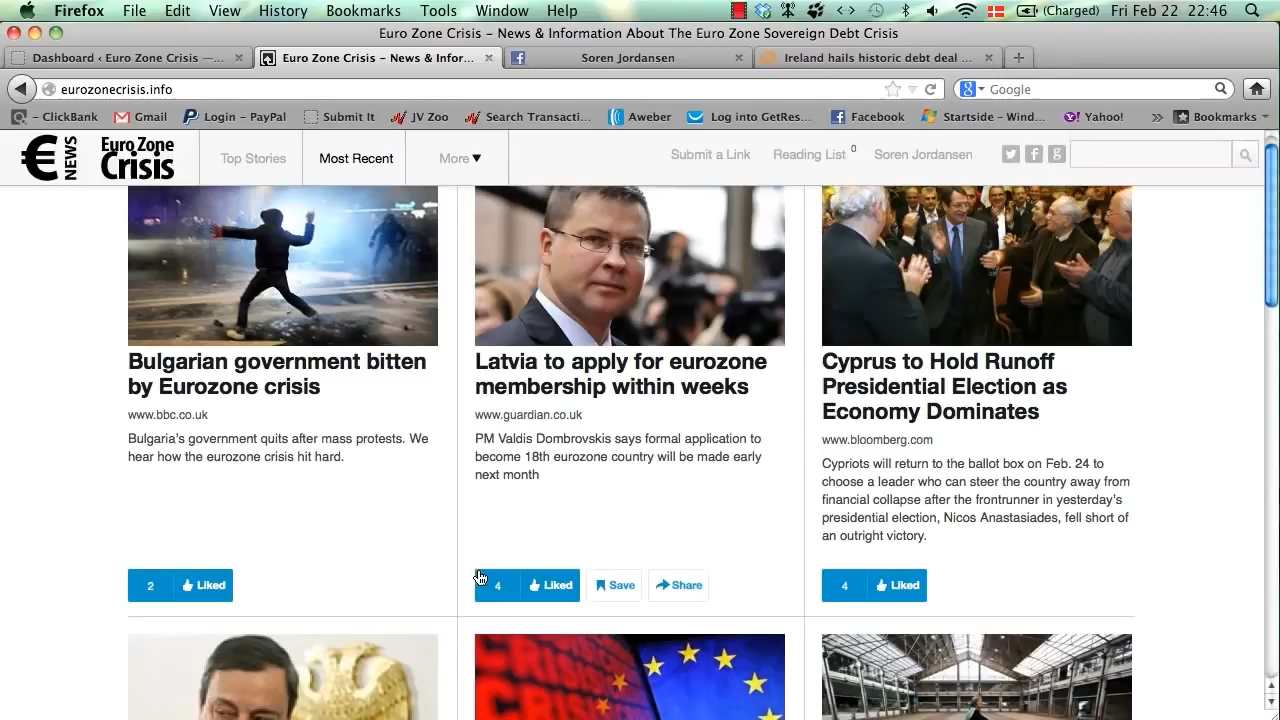 Firefox File Edit View History Bookmarks Tools Window Help (Charged) Fri Feb 22 22:46
Euro Zone Crisis – News & Information About The Euro Zone Sovereign Debt Crisis
Dashboard ‹ Euro Zone Crisis —... Euro Zone Crisis – News & Infor... Soren Jordansen Ireland hails historic debt deal ...
eurozonecrisis.info Google
- ClickBank Gmail Login – PayPal Submit It JV Zoo Search Transacti... Aweber Log into GetRes... Facebook Startside – Wind... Yahoo! » Bookmarks
€ NEWS Euro Zone Crisis Top Stories Most Recent More ▼ Submit a Link Reading List 0 Soren Jordansen
Bulgarian government bitten
by Eurozone crisis
www.bbc.co.uk
Bulgaria's government quits after mass protests. We
hear how the eurozone crisis hit hard.
2 Liked
Latvia to apply for eurozone
membership within weeks
www.guardian.co.uk
PM Valdis Dombrovskis says formal application to
become 18th eurozone country will be made early
next month
4 Liked Save Share
Cyprus to Hold Runoff
Presidential Election as
Economy Dominates
www.bloomberg.com
Cypriots will return to the ballot box on Feb. 24 to
choose a leader who can steer the country away from
financial collapse after the frontrunner in yesterday's
presidential election, Nicos Anastasiades, fell short of
an outright victory.
4 Liked